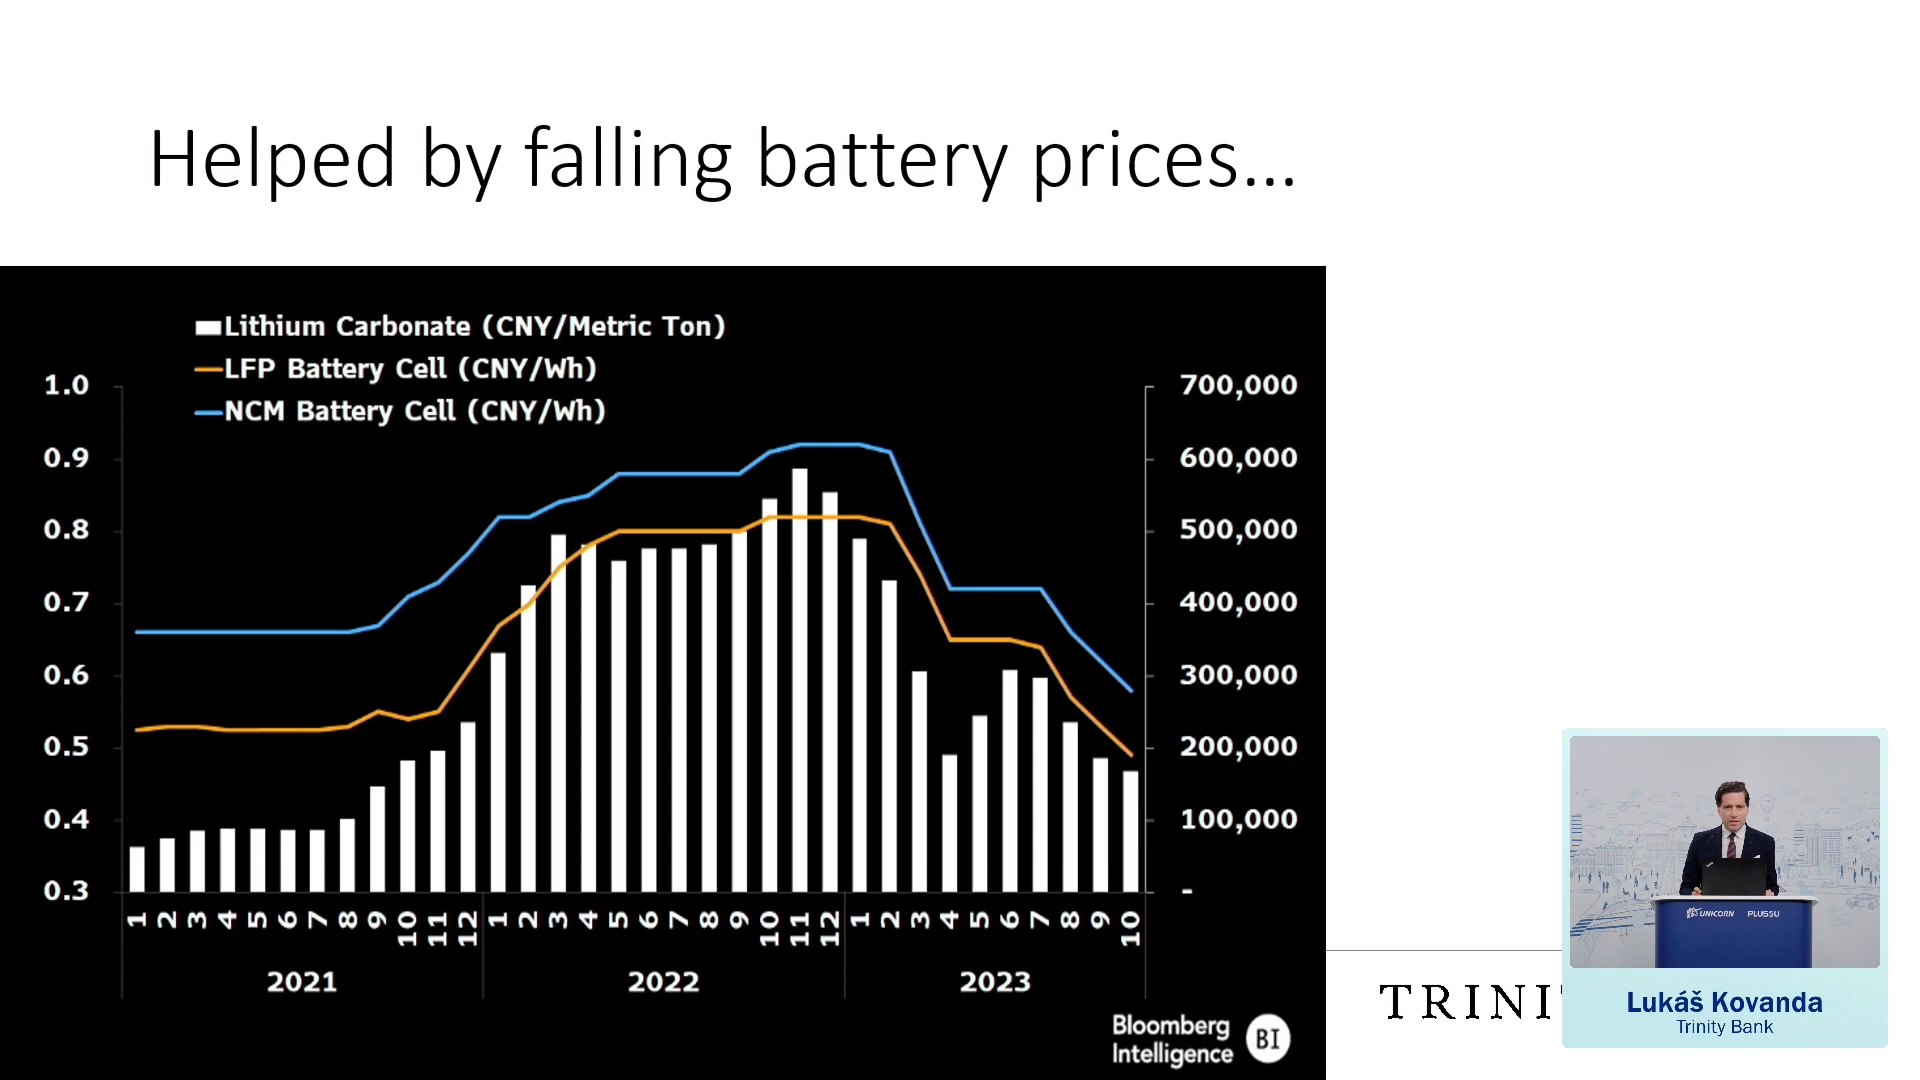 Helped by falling battery prices...
Lithium Carbonate (CNY/Metric Ton)
LFP Battery Cell (CNY/Wh)
NCM Battery Cell (CNY/Wh)
1.0
0.9
0.8
0.7
0.6
0.5
0.4
0.3
700,000
600,000
500,000
400,000
300,000
200,000
100,000
-
1 2 3 4 5 6 7 8 9 10 11 12 1 2 3 4 5 6 7 8 9 10 11 12 1 2 3 4 5 6 7 8 9 10
2021 2022 2023
Bloomberg
Intelligence
BI
TRINI
UNICORN PLUS4U
Lukáš Kovanda
Trinity Bank